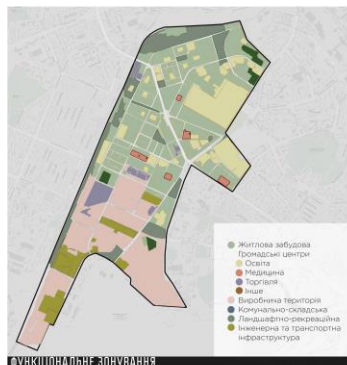 Житлова забудова
Громадські центри
Освіта
Медицина
Торгівля
Інше
Виробнича територія
Комунально-складська
Ландшафтно-рекреаційна
Інженерна та транспортна
інфраструктура
ФУНКЦІОНАЛЬНЕ ЗОНУВАННЯ